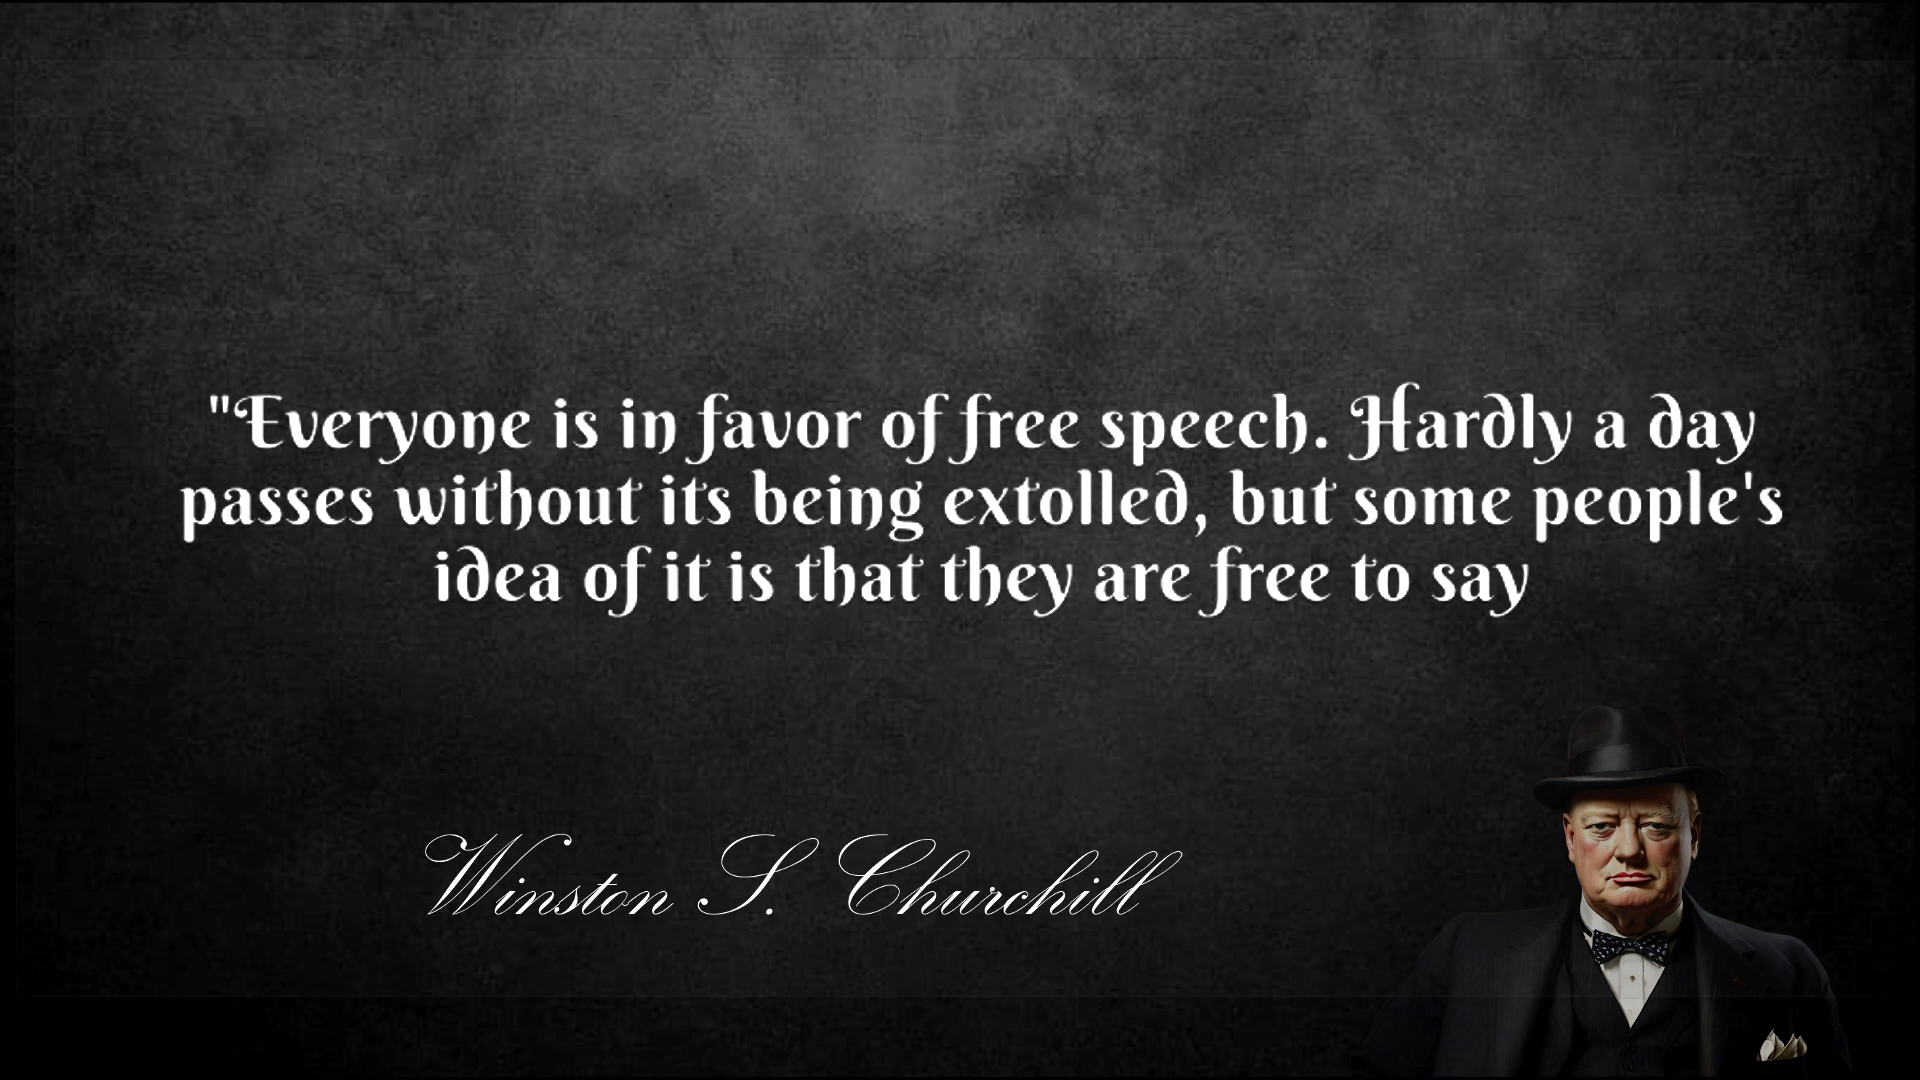 "Everyone is in favor of free speech. Hardly a day
passes without its being extolled, but some people's
idea of it is that they are free to say
Winston S. Churchill